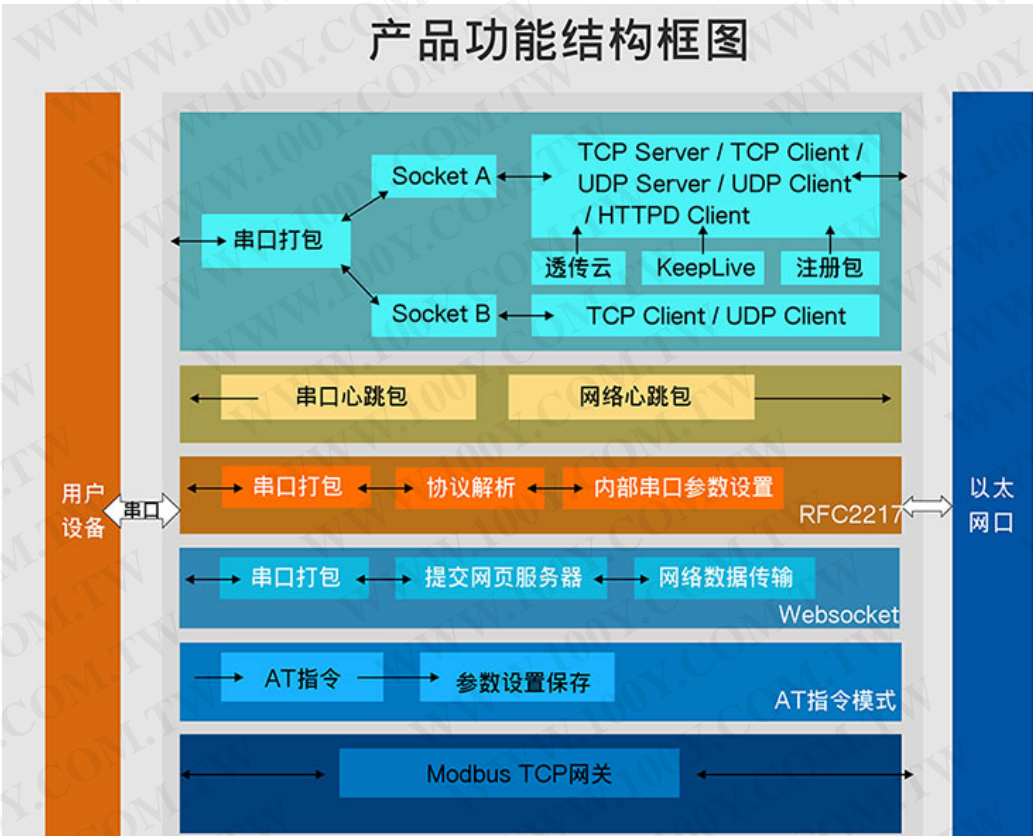 产品功能结构框图
用户
设备
串口
串口打包
Socket A
TCP Server / TCP Client /
UDP Server / UDP Client
/ HTTPD Client
透传云
KeepLive
注册包
Socket B
TCP Client / UDP Client
串口心跳包
网络心跳包
串口打包
协议解析
内部串口参数设置
RFC2217
串口打包
提交网页服务器
网络数据传输
Websocket
AT指令
参数设置保存
AT指令模式
Modbus TCP网关
以太
网口
WWW.100Y.COM.TW